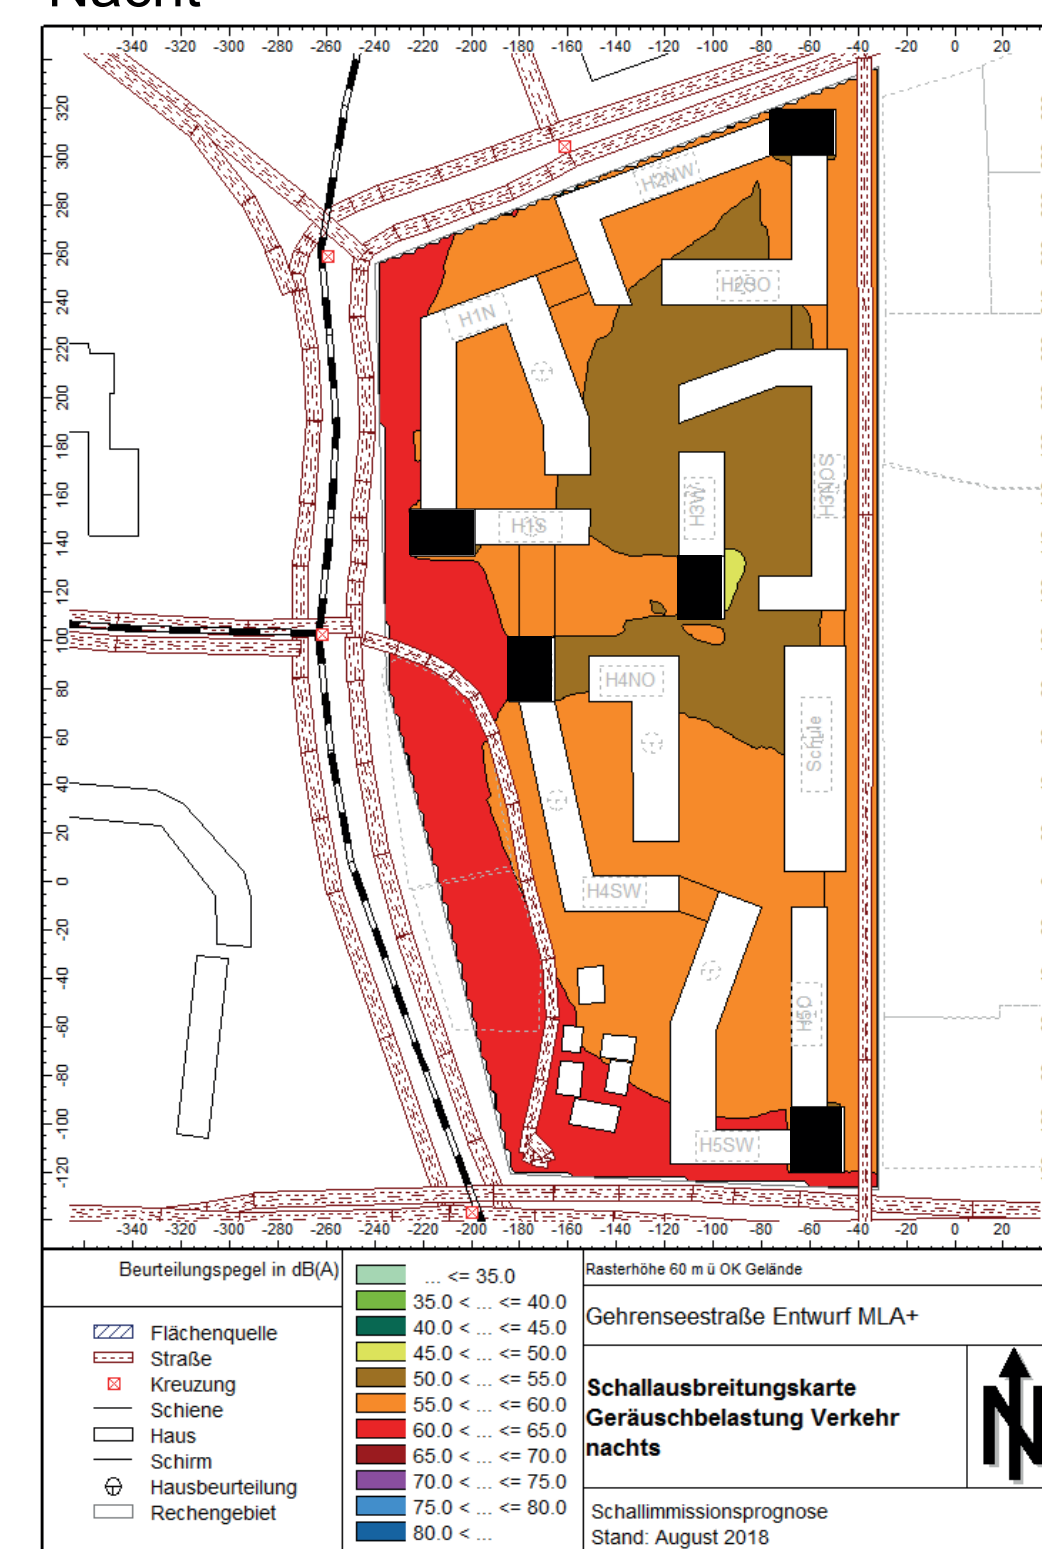 Nacht
-340 -320 -300 -280 -260 -240 -220 -200 -180 -160 -140 -120 -100 -80 -60 -40 -20 0 20
320
300
280
260
240
220
200
180
160
140
120
100
80
60
40
20
0
-20
-40
-60
-80
-100
-120
H2NW
H2SO
H1N
H3W
H3NOS
H1S
H4NO
Schule
H4SW
H5O
H5SW
-340 -320 -300 -280 -260 -240 -220 -200 -180 -160 -140 -120 -100 -80 -60 -40 -20 0 20
Beurteilungspegel in dB(A)
Flächenquelle
Straße
Kreuzung
Schiene
Haus
Schirm
Hausbeurteilung
Rechengebiet
... <= 35.0
35.0 < ... <= 40.0
40.0 < ... <= 45.0
45.0 < ... <= 50.0
50.0 < ... <= 55.0
55.0 < ... <= 60.0
60.0 < ... <= 65.0
65.0 < ... <= 70.0
70.0 < ... <= 75.0
75.0 < ... <= 80.0
80.0 < ...
Rasterhöhe 60 m ü OK Gelände
Gehrenseestraße Entwurf MLA+
Schallausbreitungskarte
Geräuschbelastung Verkehr
nachts
N
Schallimmissionsprognose
Stand: August 2018